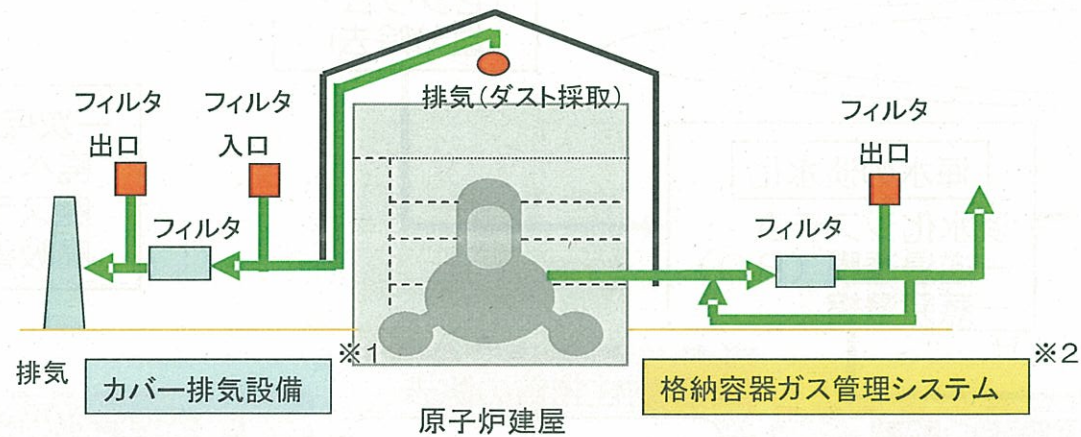 排気(ダスト採取)
フィルタ
出口
フィルタ
入口
フィルタ
フィルタ
出口
フィルタ
排気
カバー排気設備
※1
原子炉建屋
格納容器ガス管理システム
※2